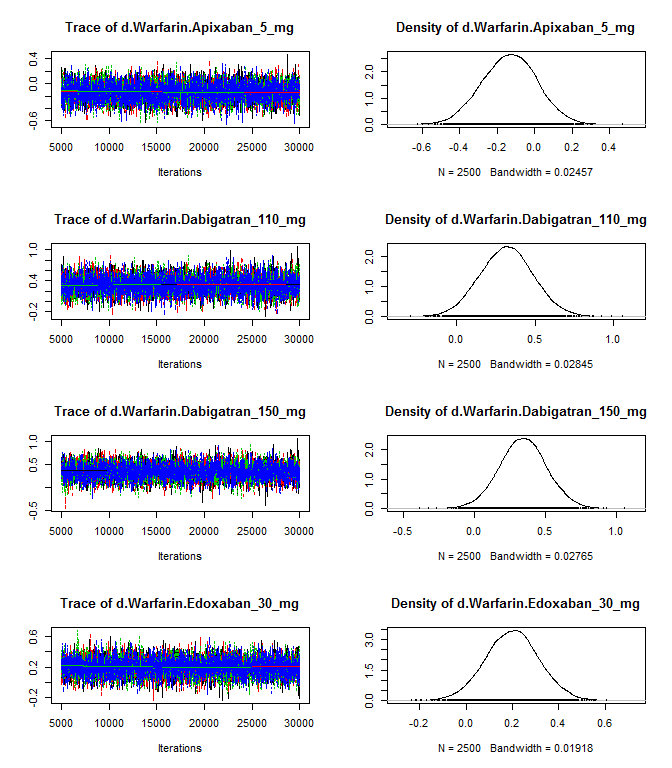 Trace of d.Warfarin.Apixaban_5_mg
Density of d.Warfarin.Apixaban_5_mg
-0.6 0.0 0.4
5000 10000 15000 20000 25000 30000
Iterations
0.0 1.0 2.0
-0.6 -0.4 -0.2 0.0 0.2 0.4
N = 2500 Bandwidth = 0.02457
Trace of d.Warfarin.Dabigatran_110_mg
Density of d.Warfarin.Dabigatran_110_mg
-0.2 0.4 1.0
5000 10000 15000 20000 25000 30000
Iterations
0.0 1.0 2.0
0.0 0.5 1.0
N = 2500 Bandwidth = 0.02845
Trace of d.Warfarin.Dabigatran_150_mg
Density of d.Warfarin.Dabigatran_150_mg
-0.5 0.5 1.0
5000 10000 15000 20000 25000 30000
Iterations
0.0 1.0 2.0
-0.5 0.0 0.5 1.0
N = 2500 Bandwidth = 0.02765
Trace of d.Warfarin.Edoxaban_30_mg
Density of d.Warfarin.Edoxaban_30_mg
-0.2 0.2 0.6
5000 10000 15000 20000 25000 30000
Iterations
0.0 1.5 3.0
-0.2 0.0 0.2 0.4 0.6
N = 2500 Bandwidth = 0.01918